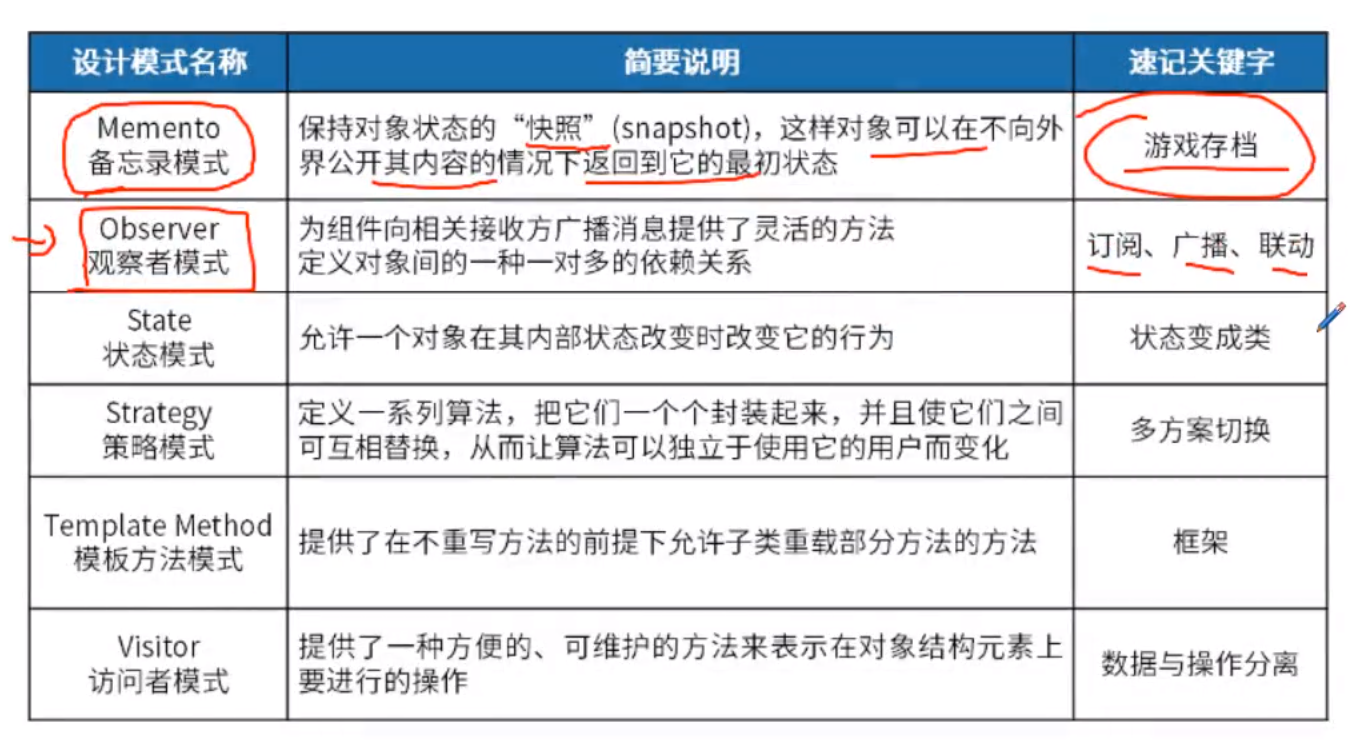 设计模式名称
简要说明
速记关键字
Memento
备忘录模式
保持对象状态的“快照”(snapshot)，这样对象可以在不向外
界公开其内容的情况下返回到它的最初状态
游戏存档
Observer
观察者模式
为组件向相关接收方广播消息提供了灵活的方法
定义对象间的一种一对多的依赖关系
订阅、广播、联动
State
状态模式
允许一个对象在其内部状态改变时改变它的行为
状态变成类
Strategy
策略模式
定义一系列算法，把它们一个个封装起来，并且使它们之间
可互相替换，从而让算法可以独立于使用它的用户而变化
多方案切换
Template Method
模板方法模式
提供了在不重写方法的前提下允许子类重载部分方法的方法
框架
Visitor
访问者模式
提供了一种方便的、可维护的方法来表示在对象结构元素上
要进行的操作
数据与操作分离